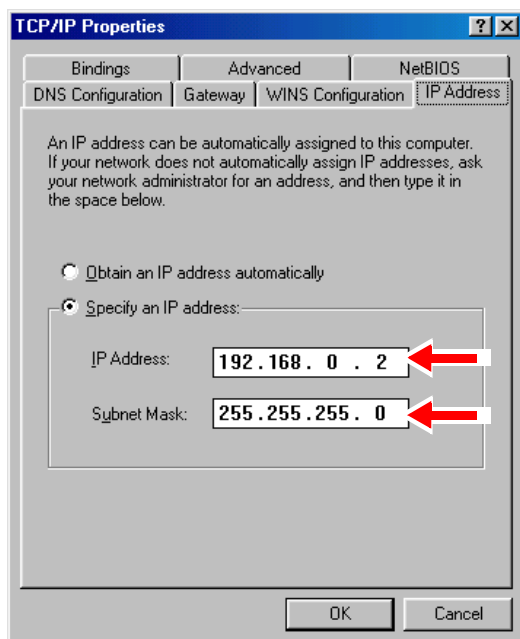 TCP/IP Properties
Bindings Advanced NetBIOS
DNS Configuration Gateway WINS Configuration IP Address
An IP address can be automatically assigned to this computer.
If your network does not automatically assign IP addresses, ask
your network administrator for an address, and then type it in
the space below.
Obtain an IP address automatically
Specify an IP address:
IP Address: 192.168. 0 . 2
Subnet Mask: 255.255.255. 0
OK Cancel